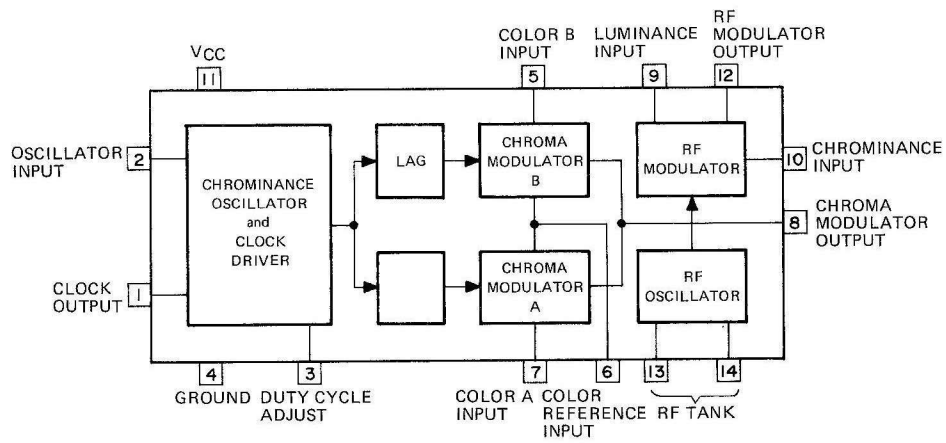 VCC
11
COLOR B
INPUT
5
LUMINANCE
INPUT
9
RF
MODULATOR
OUTPUT
12
OSCILLATOR
INPUT
2
CHROMINANCE
OSCILLATOR
and
CLOCK
DRIVER
LAG
CHROMA
MODULATOR
B
RF
MODULATOR
10
CHROMINANCE
INPUT
8
CHROMA
MODULATOR
OUTPUT
CLOCK
OUTPUT
1
CHROMA
MODULATOR
A
RF
OSCILLATOR
4
GROUND
3
DUTY CYCLE
ADJUST
7
COLOR A
INPUT
6
COLOR
REFERENCE
INPUT
13
14
RF TANK